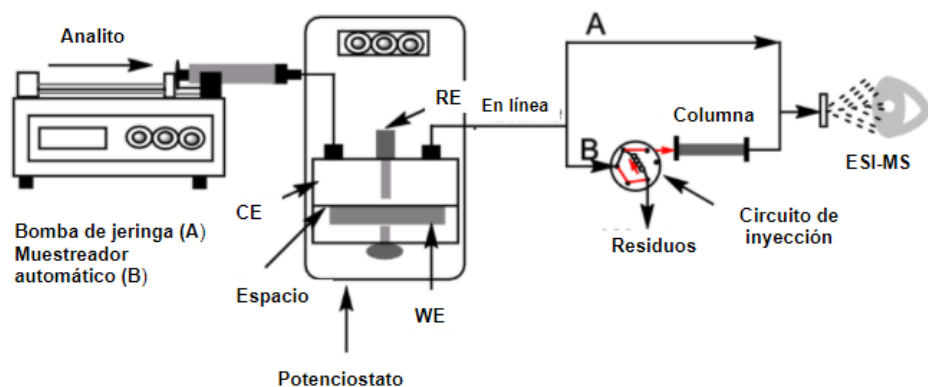 Analito
Bomba de jeringa (A)
Muestreador
automático (B)
RE
CE
Espacio
WE
Potenciostato
En línea
A
B
Columna
Residuos
Circuito de
inyección
ESI-MS